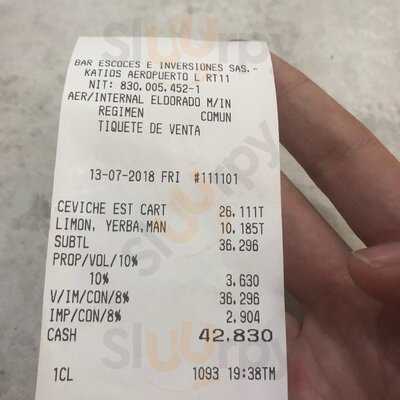 BAR ESCOCES E INVERSIONES SAS.-
KATIOS AEROPUERTO L RT11
NIT: 830.005.452-1
AER/INTERNAL ELDORADO M/IN
REGIMEN COMUN
TIQUETE DE VENTA
13-07-2018 FRI #111101
CEVICHE EST CART 26.111T
LIMON, YERBA,MAN 10.185T
SUBTL 36.296
PROP/VOL/10%
10% 3.630
V/IM/CON/8% 36.296
IMP/CON/8% 2.904
CASH 42.830
1CL 1093 19:38TM
Sluurpy
Sluurpy